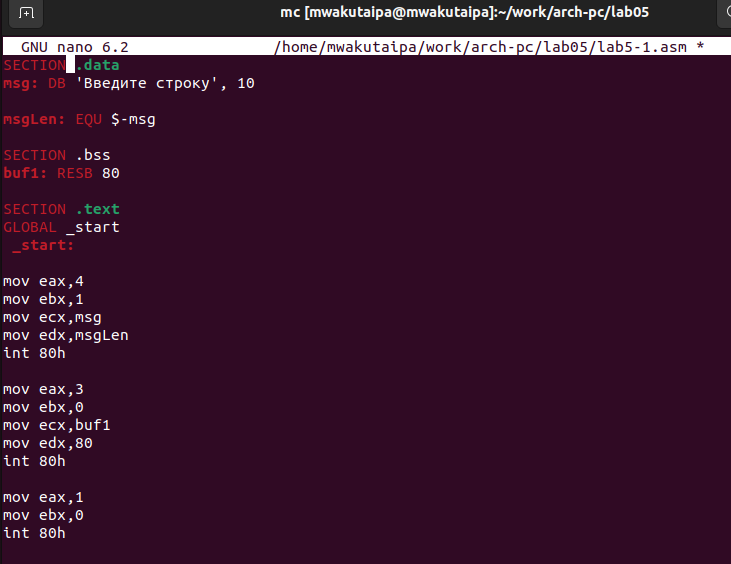 mc [mwakutaipa@mwakutaipa]:~/work/arch-pc/lab05
GNU nano 6.2 /home/mwakutaipa/work/arch-pc/lab05/lab5-1.asm *
SECTION .data
msg: DB 'Введите строку', 10
msgLen: EQU $-msg
SECTION .bss
buf1: RESB 80
SECTION .text
GLOBAL _start
_start:
mov eax,4
mov ebx,1
mov ecx,msg
mov edx,msgLen
int 80h
mov eax,3
mov ebx,0
mov ecx,buf1
mov edx,80
int 80h
mov eax,1
mov ebx,0
int 80h